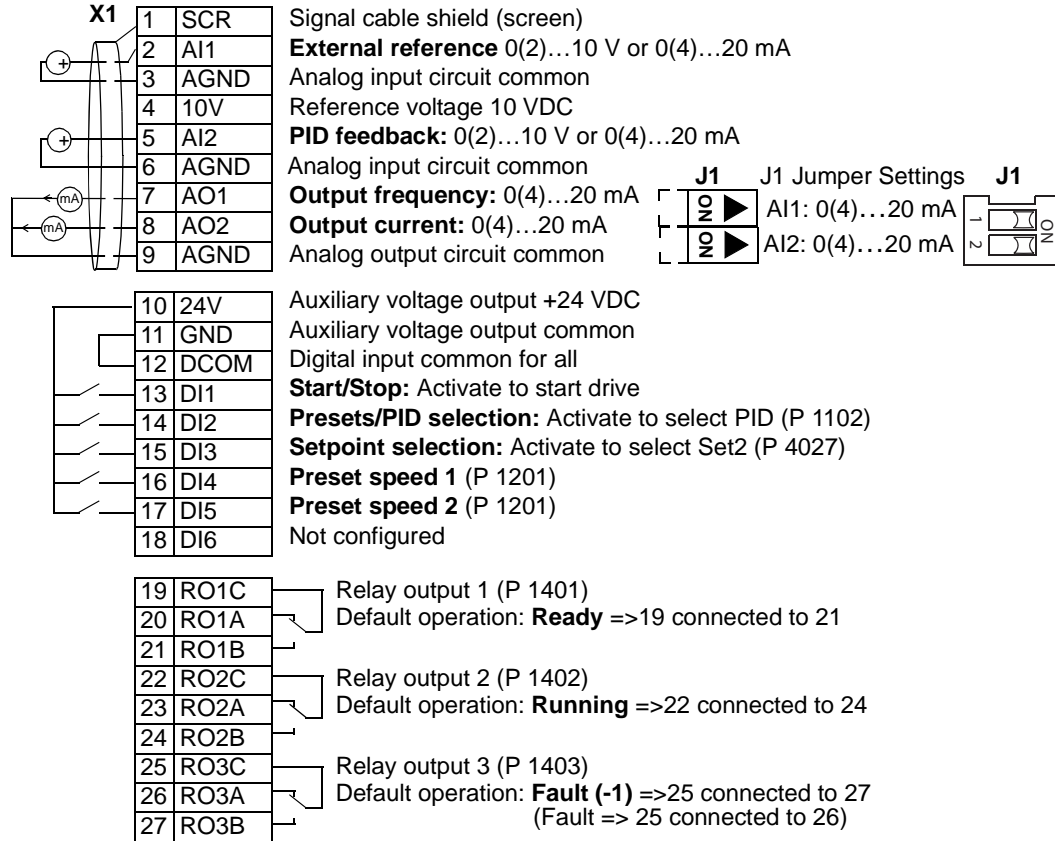 X1
1 SCR Signal cable shield (screen)
2 AI1 External reference 0(2)…10 V or 0(4)…20 mA
+
3 AGND Analog input circuit common
4 10V Reference voltage 10 VDC
5 AI2 PID feedback: 0(2)…10 V or 0(4)…20 mA
+
6 AGND Analog input circuit common
J1 J1 Jumper Settings J1
7 AO1 Output frequency: 0(4)…20 mA
mA
ON AI1: 0(4)…20 mA 1
8 AO2 Output current: 0(4)…20 mA
mA
ON AI2: 0(4)…20 mA 2
ON
9 AGND Analog output circuit common
10 24V Auxiliary voltage output +24 VDC
11 GND Auxiliary voltage output common
12 DCOM Digital input common for all
13 DI1 Start/Stop: Activate to start drive
14 DI2 Presets/PID selection: Activate to select PID (P 1102)
15 DI3 Setpoint selection: Activate to select Set2 (P 4027)
16 DI4 Preset speed 1 (P 1201)
17 DI5 Preset speed 2 (P 1201)
18 DI6 Not configured
19 RO1C Relay output 1 (P 1401)
20 RO1A Default operation: Ready =>19 connected to 21
21 RO1B
22 RO2C Relay output 2 (P 1402)
23 RO2A Default operation: Running =>22 connected to 24
24 RO2B
25 RO3C Relay output 3 (P 1403)
26 RO3A Default operation: Fault (-1) =>25 connected to 27
27 RO3B (Fault => 25 connected to 26)